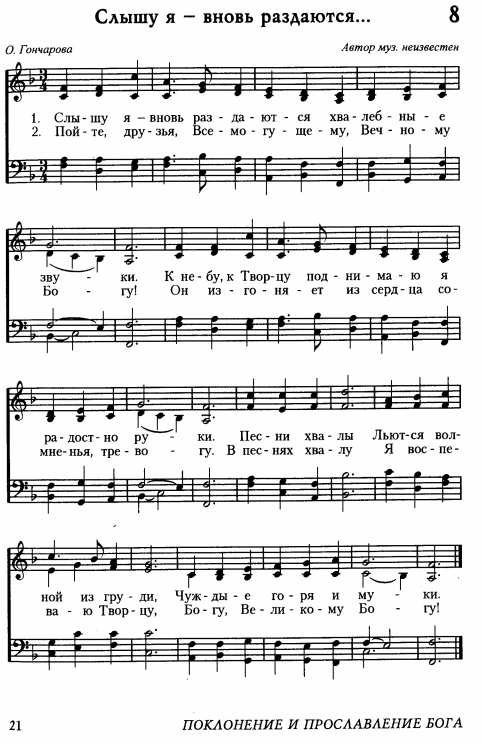 Слышу я – вновь раздаются... 8
О. Гончарова Автор муз. неизвестен
1. Слы - шу я – вновь раз - да - ют - ся хва - леб - ны - е
2. Пой - те, дру - зья, Все - мо - гу - ще - му, Веч - но - му
зву - ки. К не - бу, к Твор - цу под - ни - ма - ю я
Бо - гу! Он из - го - ня - ет из серд - ца со -
ра - дост - но ру - ки. Пес - ни хва - лы Льют - ся вол -
мне - нья, тре - во - гу. В пес - нях хва - лу Я вос - пе -
ной из гру - ди, Чуж - ды - е го - ря и му - ки.
ва - ю Твор - цу, Бо - гу, Ве - ли - ко - му Бо - гу!
21 ПОКЛОНЕНИЕ И ПРОСЛАВЛЕНИЕ БОГА